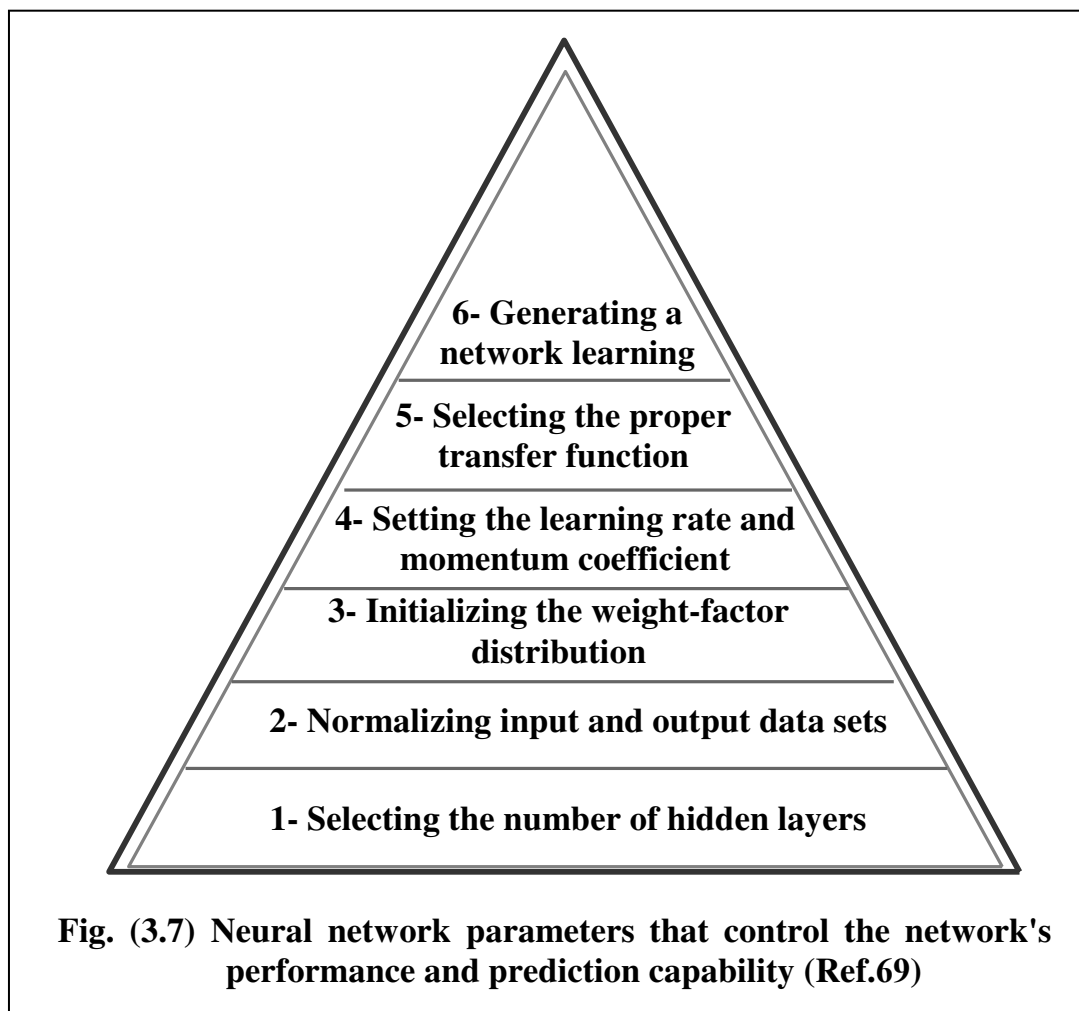 6- Generating a
network learning
5- Selecting the proper
transfer function
4- Setting the learning rate and
momentum coefficient
3- Initializing the weight-factor
distribution
2- Normalizing input and output data sets
1- Selecting the number of hidden layers
Fig. (3.7) Neural network parameters that control the network's
performance and prediction capability (Ref.69)